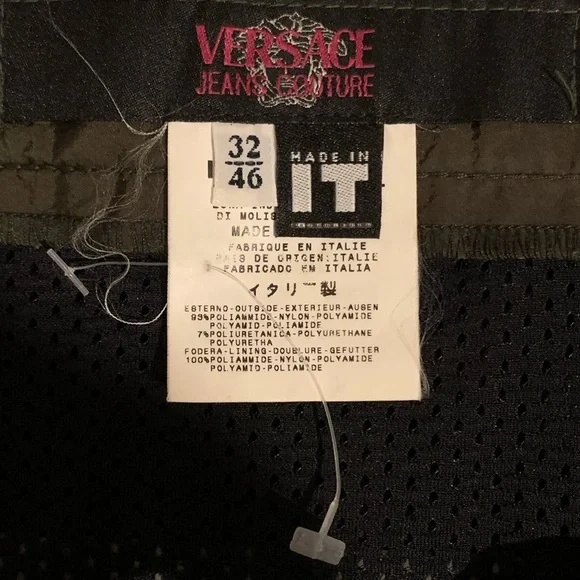 VERSACE
JEANS COUTURE
32
46
MADE IN
IT
DI MOLIS
MADE
FABRIQUE EN ITALIE
PAIS DE ORIGEN:ITALIE
FABRICADO EM ITALIA
イタリー製
ESTERNO-OUTSIDE-EXTERIEUR-AUSEN
93%POLIAMMIDE-NYLON-POLYAMIDE
POLYAMID-POLIAMIDE
7%POLIURETANICA-POLYURETHANE
POLYURETHA
FODERA-LINING-DOUBLURE-GEFUTTER
100%POLIAMMIDE-NYLON-POLYAMIDE
POLYAMID-POLIAMIDE